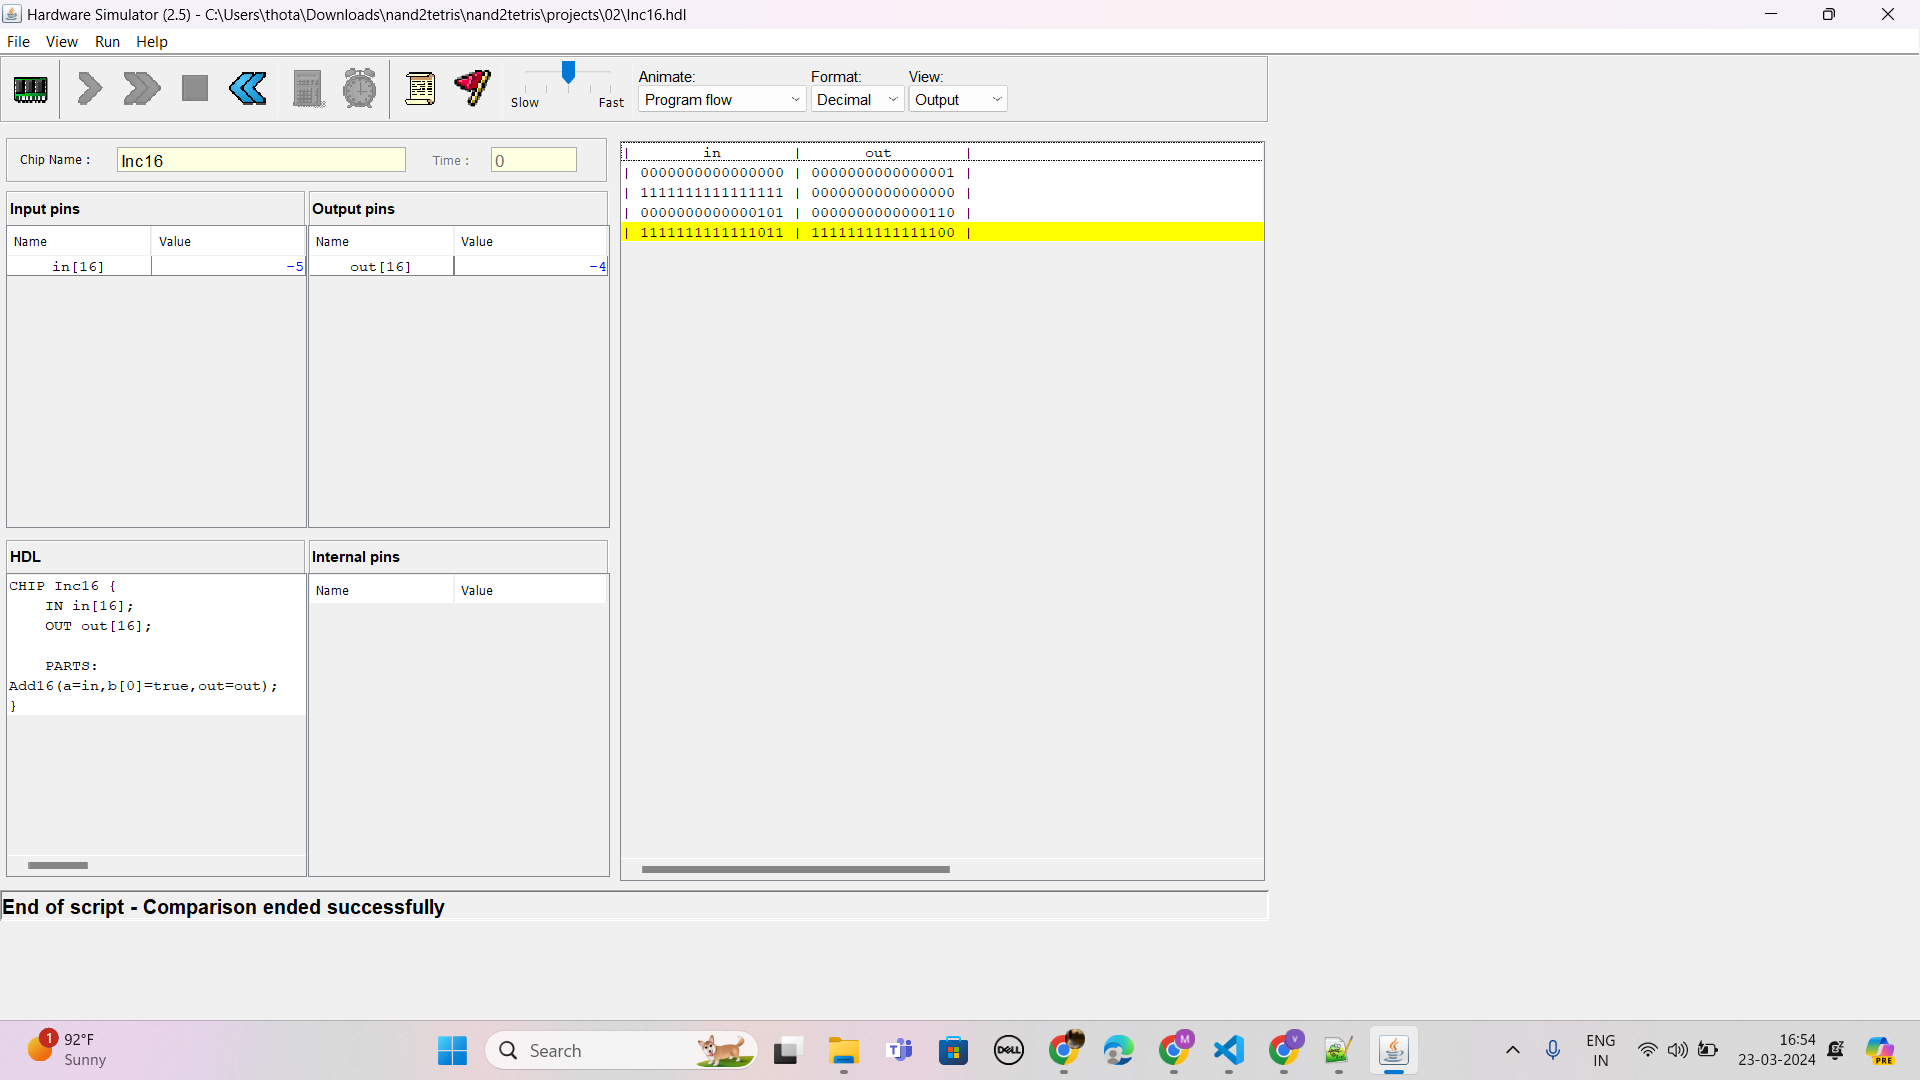 Hardware Simulator (2.5) - C:\Users\thota\Downloads\nand2tetris\nand2tetris\projects\02\Inc16.hdl
File View Run Help
Slow Fast
Animate:
Program flow
Format:
Decimal
View:
Output
Chip Name :
Inc16
Time :
0
Input pins
Name Value
in[16] -5
Output pins
Name Value
out[16] -4
| in | out |
| 0000000000000000 | 0000000000000001 |
| 1111111111111111 | 0000000000000000 |
| 0000000000000101 | 0000000000000110 |
| 1111111111111011 | 1111111111111100 |
HDL
CHIP Inc16 {
IN in[16];
OUT out[16];
PARTS:
Add16(a=in,b[0]=true,out=out);
}
Internal pins
Name Value
End of script - Comparison ended successfully
1
92°F
Sunny
Search
DELL
M
V
ENG
IN
16:54
23-03-2024
PRE